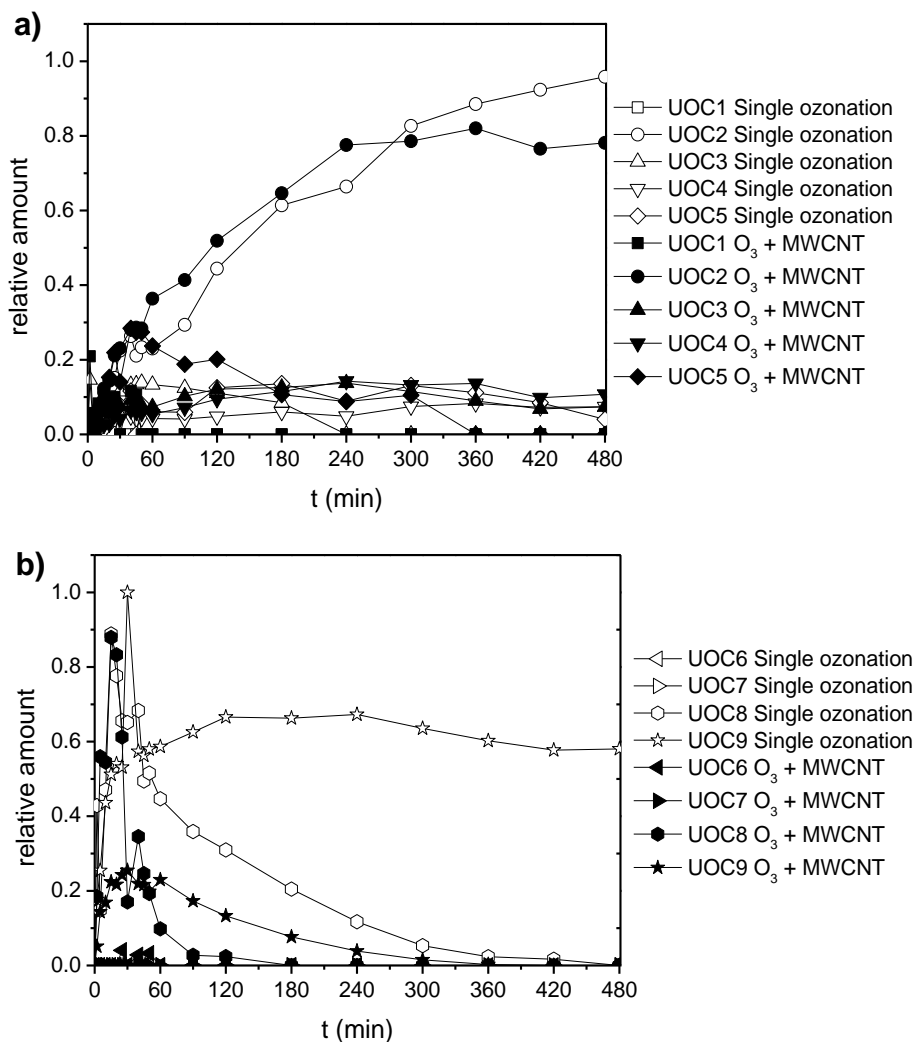 a)
1.0
0.8
0.6
0.4
0.2
0.0
relative amount
0 60 120 180 240 300 360 420 480
t (min)
UOC1 Single ozonation
UOC2 Single ozonation
UOC3 Single ozonation
UOC4 Single ozonation
UOC5 Single ozonation
UOC1 O₃ + MWCNT
UOC2 O₃ + MWCNT
UOC3 O₃ + MWCNT
UOC4 O₃ + MWCNT
UOC5 O₃ + MWCNT
b)
1.0
0.8
0.6
0.4
0.2
0.0
relative amount
0 60 120 180 240 300 360 420 480
t (min)
UOC6 Single ozonation
UOC7 Single ozonation
UOC8 Single ozonation
UOC9 Single ozonation
UOC6 O₃ + MWCNT
UOC7 O₃ + MWCNT
UOC8 O₃ + MWCNT
UOC9 O₃ + MWCNT